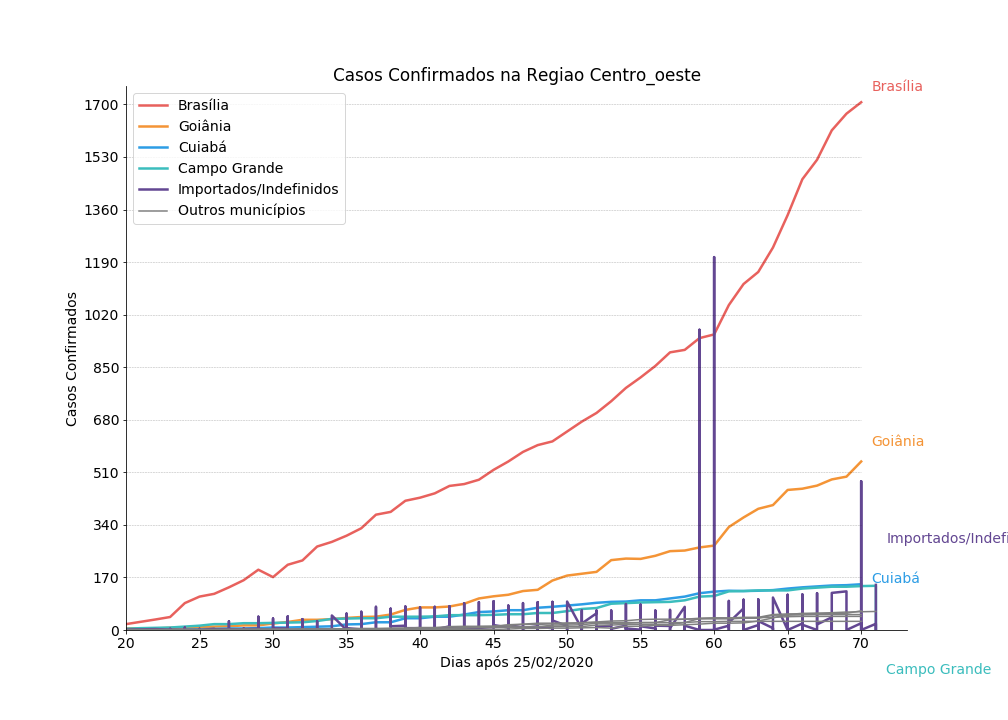 Casos Confirmados na Regiao Centro_oeste
Brasília
Goiânia
Cuiabá
Campo Grande
Importados/Indefinidos
Outros municípios
Casos Confirmados
1700
1530
1360
1190
1020
850
680
510
340
170
0
20
25
30
35
40
45
50
55
60
65
70
Dias após 25/02/2020
Brasília
Goiânia
Importados/Indefi
Cuiabá
Campo Grande